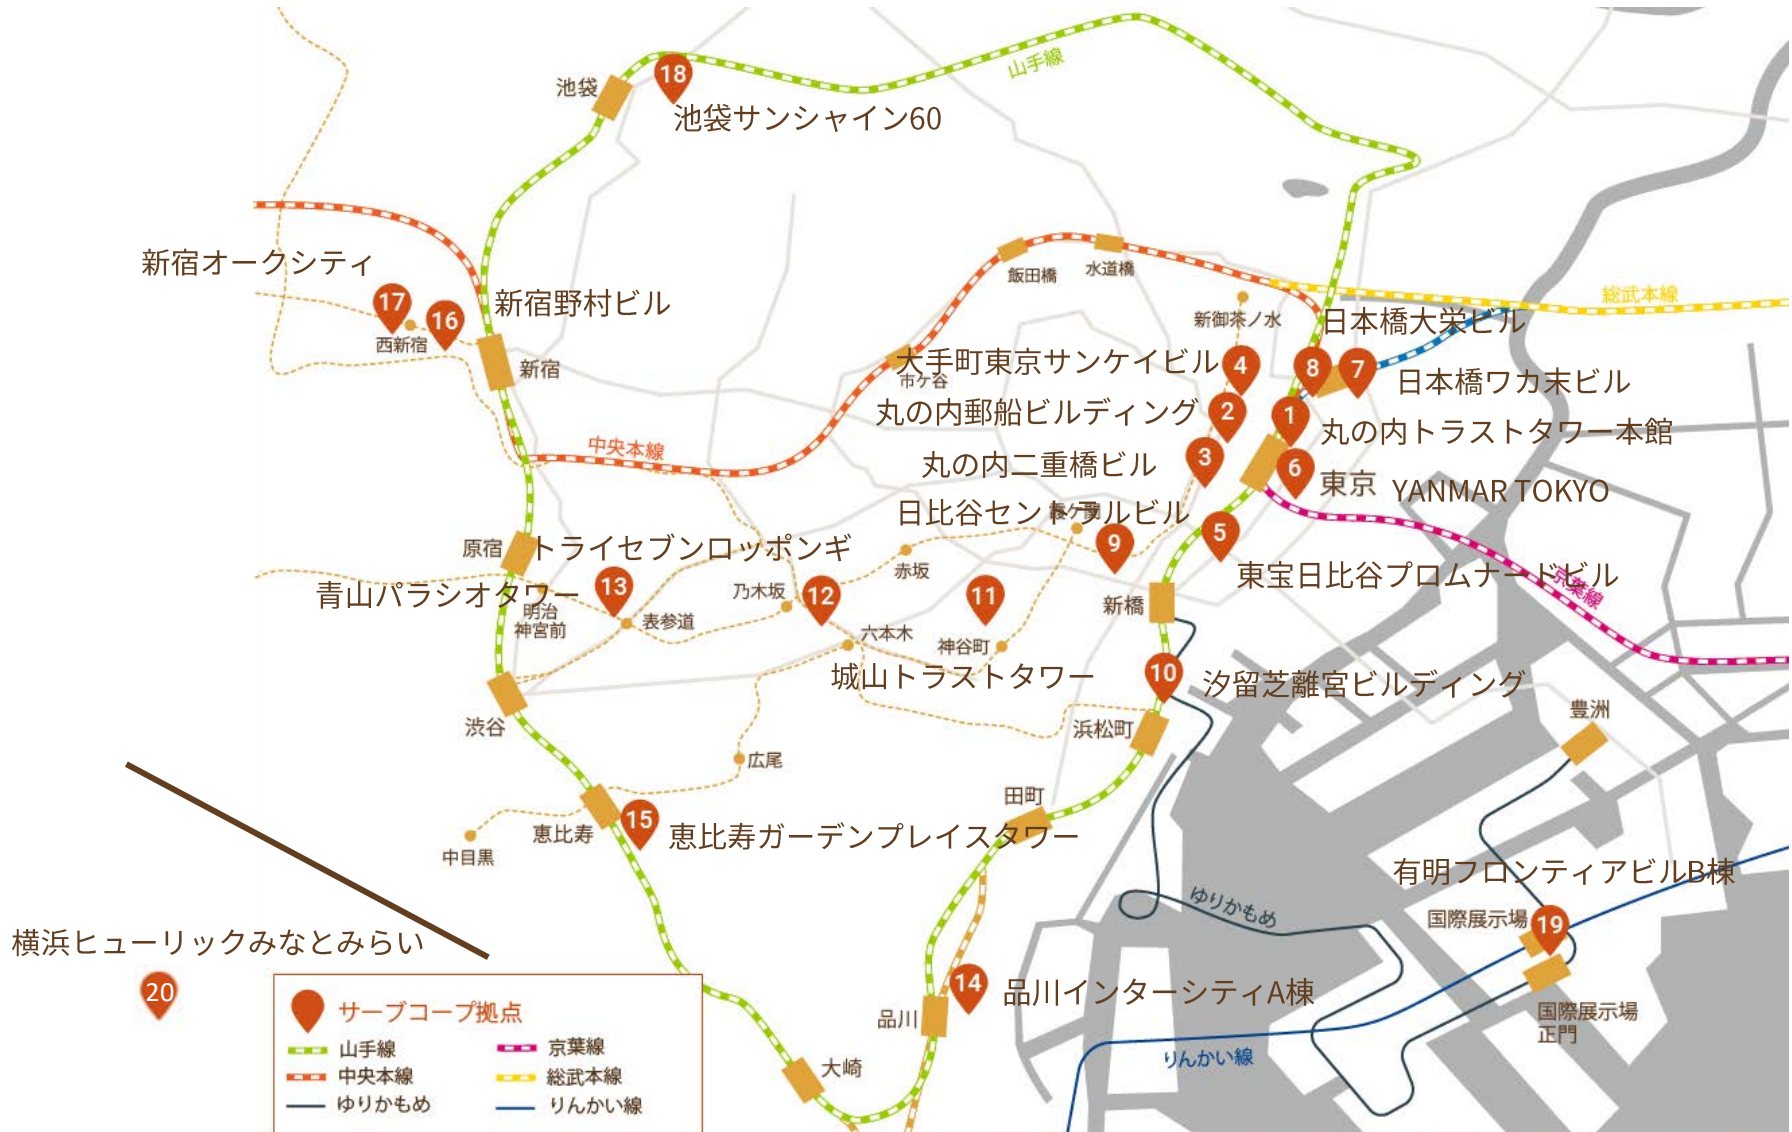 山手線
池袋
18
池袋サンシャイン60
新宿オークシティ
17
16
新宿野村ビル
西新宿
新宿
飯田橋
水道橋
新御茶ノ水
総武本線
日本橋大栄ビル
大手町東京サンケイビル
4
8
7
市ケ谷
日本橋ワカ末ビル
丸の内郵船ビルディング
2
1
丸の内トラストタワー本館
中央本線
丸の内二重橋ビル
3
6
東京
YANMAR TOKYO
日比谷セントラルビル
霞ケ関
9
5
原宿
トライセブンロッポンギ
赤坂
東宝日比谷プロムナードビル
京葉線
青山パラシオタワー
13
乃木坂
12
11
新橋
明治
神宮前
表参道
六本木
神谷町
城山トラストタワー
10
汐留芝離宮ビルディング
渋谷
浜松町
豊洲
広尾
田町
恵比寿
15
恵比寿ガーデンプレイスタワー
中目黒
有明フロンティアビルB棟
ゆりかもめ
国際展示場
19
横浜ヒューリックみなとみらい
20
14
品川インターシティA棟
品川
国際展示場
正門
りんかい線
大崎
サーブコープ拠点
山手線
京葉線
中央本線
総武本線
ゆりかもめ
りんかい線